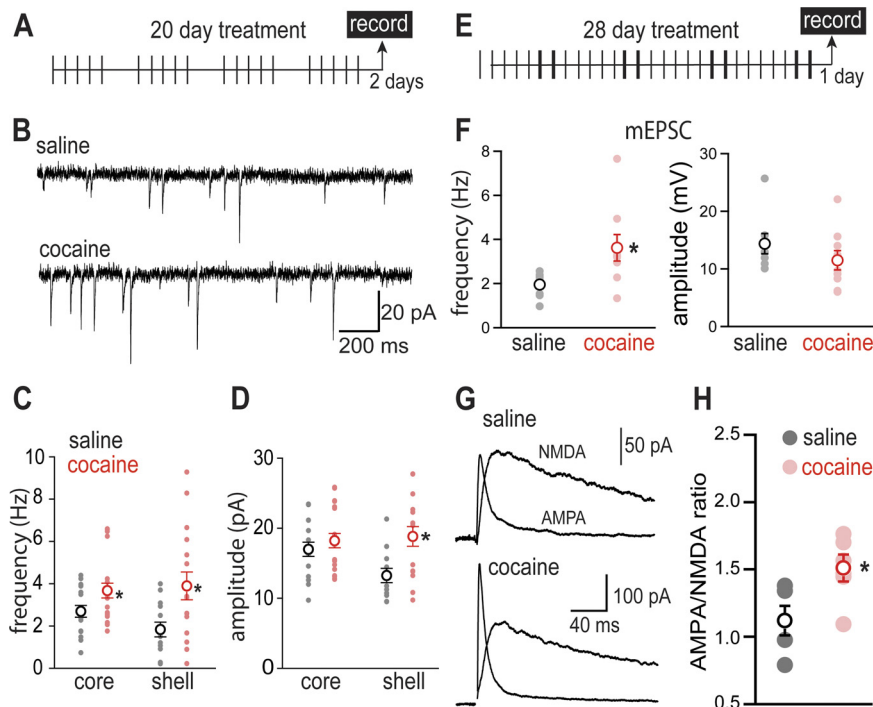 A
20 day treatment
record
2 days
B
saline
cocaine
20 pA
200 ms
C
saline
cocaine
frequency (Hz)
10
8
6
4
2
0
core
shell
*
*
D
amplitude (pA)
30
20
10
0
core
shell
*
E
28 day treatment
record
1 day
F
mEPSC
frequency (Hz)
8
6
4
2
0
saline
cocaine
*
amplitude (mV)
30
20
10
0
saline
cocaine
G
saline
NMDA
AMPA
50 pA
cocaine
100 pA
40 ms
H
saline
cocaine
AMPA/NMDA ratio
2.5
2.0
1.5
1.0
0.5
*